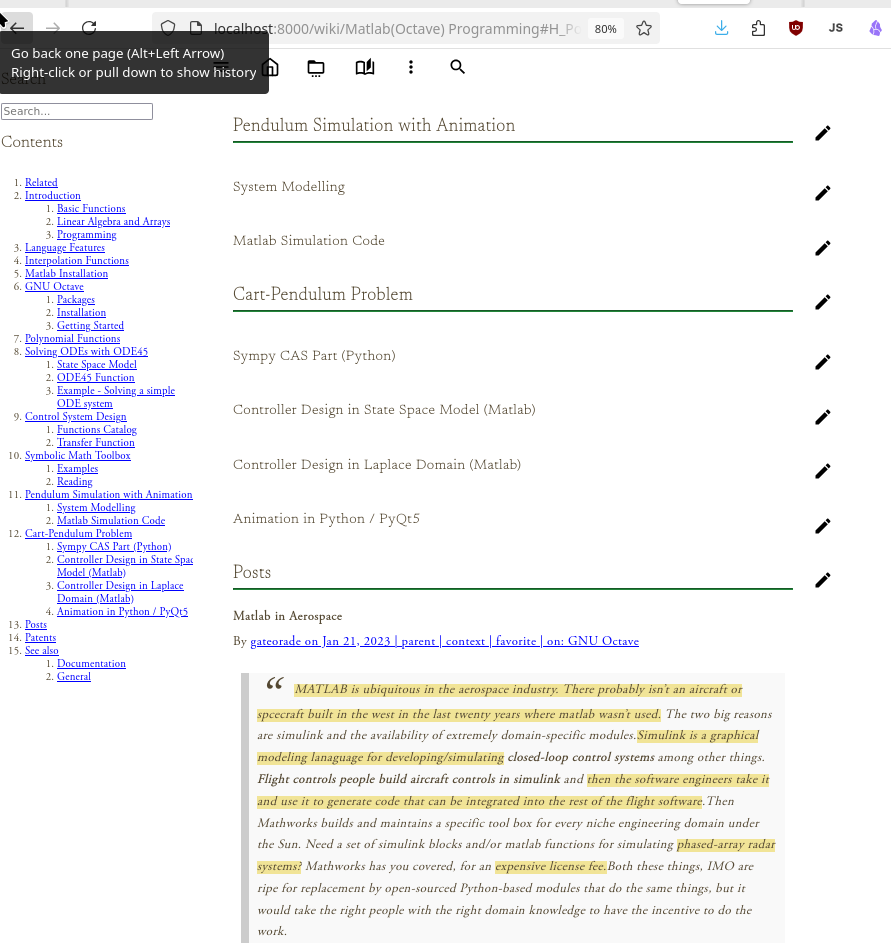 localhost:8000/wiki/Matlab(Octave) Programming#H_Po
80%
JS
Go back one page (Alt+Left Arrow)
Right-click or pull down to show history
Search
Search...
Contents
1. Related
2. Introduction
1. Basic Functions
2. Linear Algebra and Arrays
3. Programming
3. Language Features
4. Interpolation Functions
5. Matlab Installation
6. GNU Octave
1. Packages
2. Installation
3. Getting Started
7. Polynomial Functions
8. Solving ODEs with ODE45
1. State Space Model
2. ODE45 Function
3. Example - Solving a simple
ODE system
9. Control System Design
1. Functions Catalog
2. Transfer Function
10. Symbolic Math Toolbox
1. Examples
2. Reading
11. Pendulum Simulation with Animation
1. System Modelling
2. Matlab Simulation Code
12. Cart-Pendulum Problem
1. Sympy CAS Part (Python)
2. Controller Design in State Spac
Model (Matlab)
3. Controller Design in Laplace
Domain (Matlab)
4. Animation in Python / PyQt5
13. Posts
14. Patents
15. See also
1. Documentation
2. General
Pendulum Simulation with Animation
System Modelling
Matlab Simulation Code
Cart-Pendulum Problem
Sympy CAS Part (Python)
Controller Design in State Space Model (Matlab)
Controller Design in Laplace Domain (Matlab)
Animation in Python / PyQt5
Posts
Matlab in Aerospace
By gateorade on Jan 21, 2023 | parent | context | favorite | on: GNU Octave
“ MATLAB is ubiquitous in the aerospace industry. There probably isn't an aircraft or
spcecraft built in the west in the last twenty years where matlab wasn't used. The two big reasons
are simulink and the availability of extremely domain-specific modules.Simulink is a graphical
modeling lanaguage for developing/simulating closed-loop control systems among other things.
Flight controls people build aircraft controls in simulink and then the software engineers take it
and use it to generate code that can be integrated into the rest of the flight software.Then
Mathworks builds and maintains a specific tool box for every niche engineering domain under
the Sun. Need a set of simulink blocks and/or matlab functions for simulating phased-array radar
systems? Mathworks has you covered, for an expensive license fee.Both these things, IMO are
ripe for replacement by open-sourced Python-based modules that do the same things, but it
would take the right people with the right domain knowledge to have the incentive to do the
work.